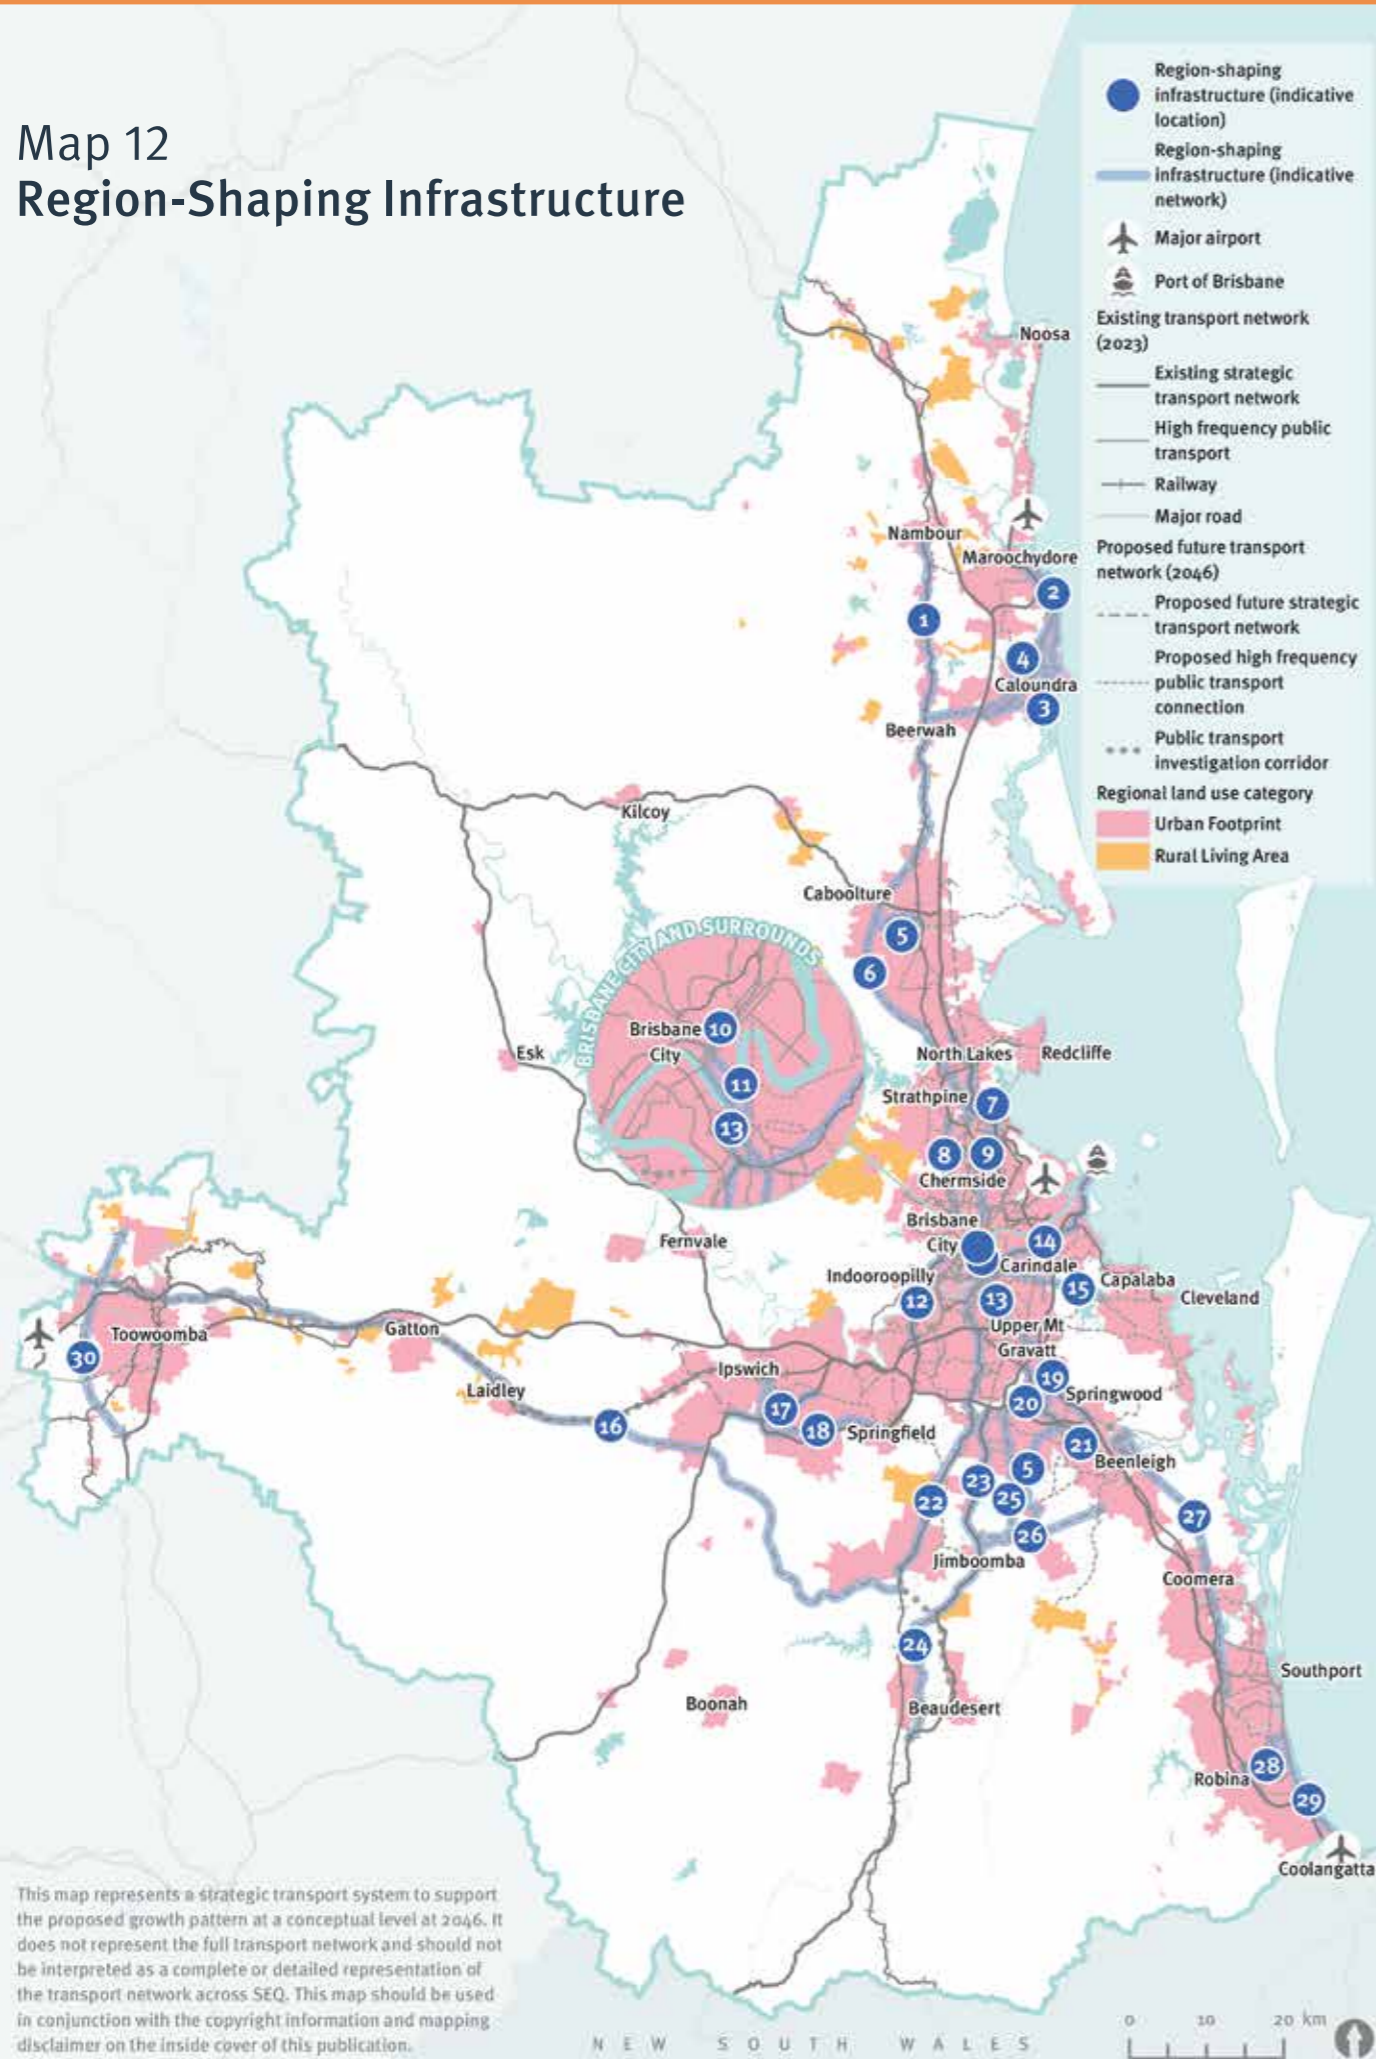 Map 12
Region-Shaping Infrastructure
Region-shaping
infrastructure (indicative
location)
Region-shaping
infrastructure (indicative
network)
Major airport
Port of Brisbane
Existing transport network
(2023)
Existing strategic
transport network
High frequency public
transport
Railway
Major road
Proposed future transport
network (2046)
Proposed future strategic
transport network
Proposed high frequency
public transport
connection
Public transport
investigation corridor
Regional land use category
Urban Footprint
Rural Living Area
Noosa
Nambour
Maroochydore
2
1
4
Caloundra
3
Beerwah
Kilcoy
Caboolture
5
6
BRISBANE CITY AND SURROUNDS
Brisbane
City
10
11
13
Esk
North Lakes
Redcliffe
Strathpine
7
8
9
Chermside
Brisbane
City
14
Fernvale
Carindale
Indooroopilly
15
Capalaba
Cleveland
12
13
Upper Mt
Gravatt
Toowoomba
Gatton
30
Ipswich
19
Springwood
Laidley
20
16
17
18
Springfield
21
Beenleigh
5
23
25
22
27
26
Jimboomba
Coomera
24
Southport
Boonah
Beaudesert
28
Robina
29
Coolangatta
This map represents a strategic transport system to support
the proposed growth pattern at a conceptual level at 2046. It
does not represent the full transport network and should not
be interpreted as a complete or detailed representation of
the transport network across SEQ. This map should be used
in conjunction with the copyright information and mapping
disclaimer on the inside cover of this publication.
NEW SOUTH WALES
0 10 20 km